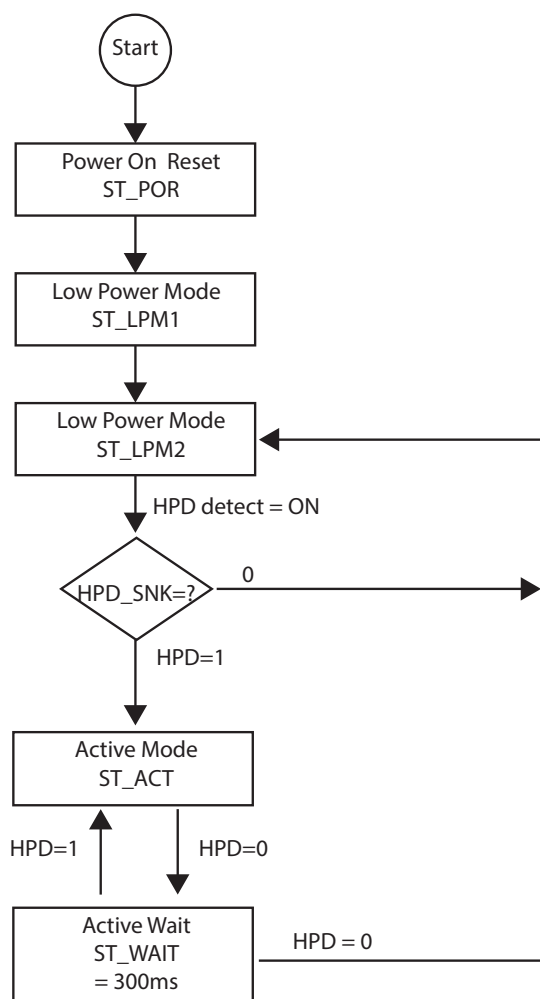 Start
Power On Reset
ST_POR
Low Power Mode
ST_LPM1
Low Power Mode
ST_LPM2
HPD detect = ON
HPD_SNK=?
0
HPD=1
Active Mode
ST_ACT
HPD=1
HPD=0
Active Wait
ST_WAIT
= 300ms
HPD = 0